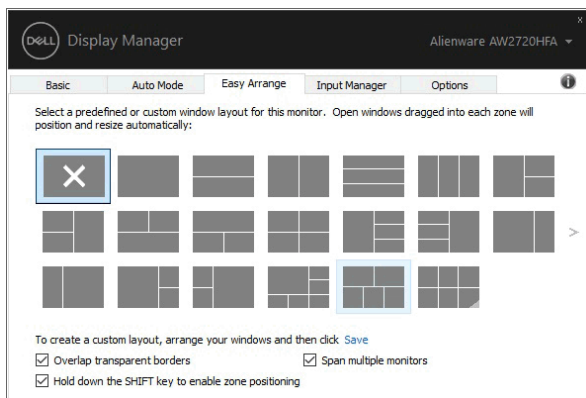 x
DELL Display Manager Alienware AW2720HFA
Basic Auto Mode Easy Arrange Input Manager Options
Select a predefined or custom window layout for this monitor. Open windows dragged into each zone will
position and resize automatically:
To create a custom layout, arrange your windows and then click Save
Overlap transparent borders Span multiple monitors
Hold down the SHIFT key to enable zone positioning